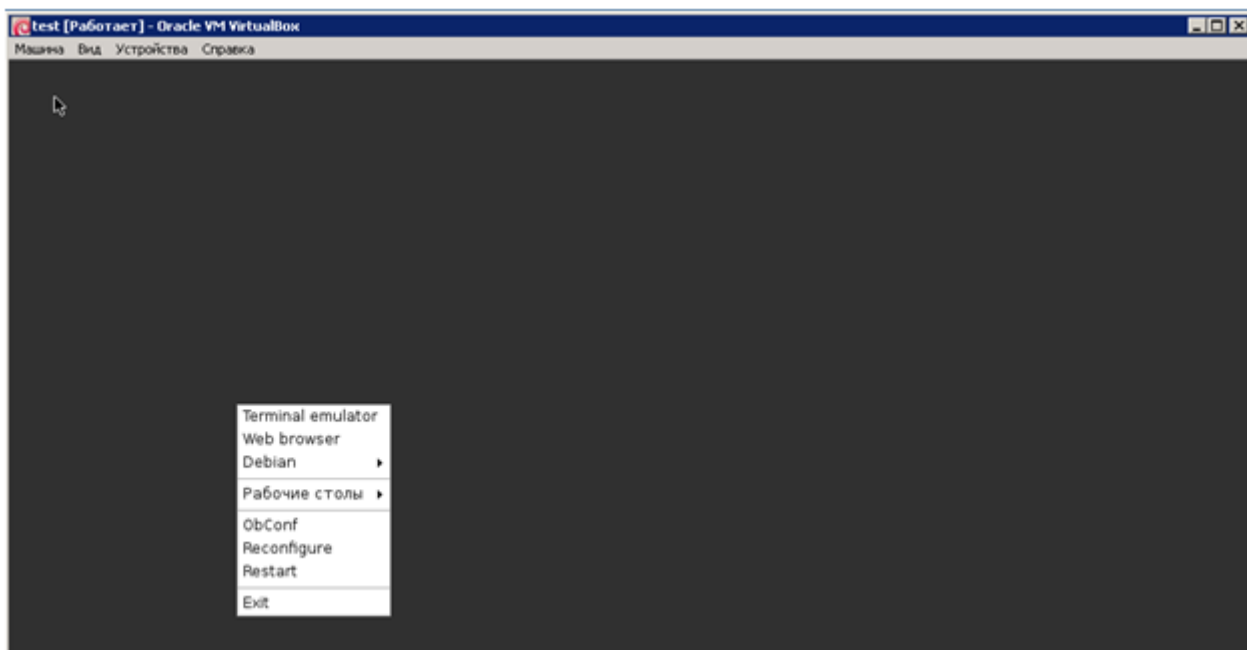 test [Работает] - Oracle VM VirtualBox
Машина Вид Устройства Справка
Terminal emulator
Web browser
Debian
Рабочие столы
ObConf
Reconfigure
Restart
Exit